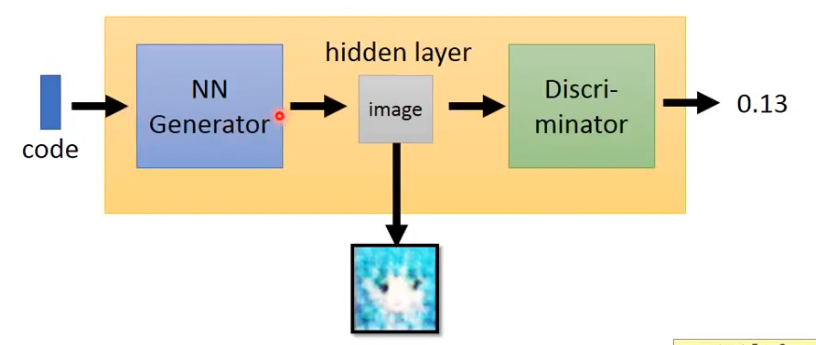 hidden layer
NN
Generator
image
Discri-
minator
0.13
code